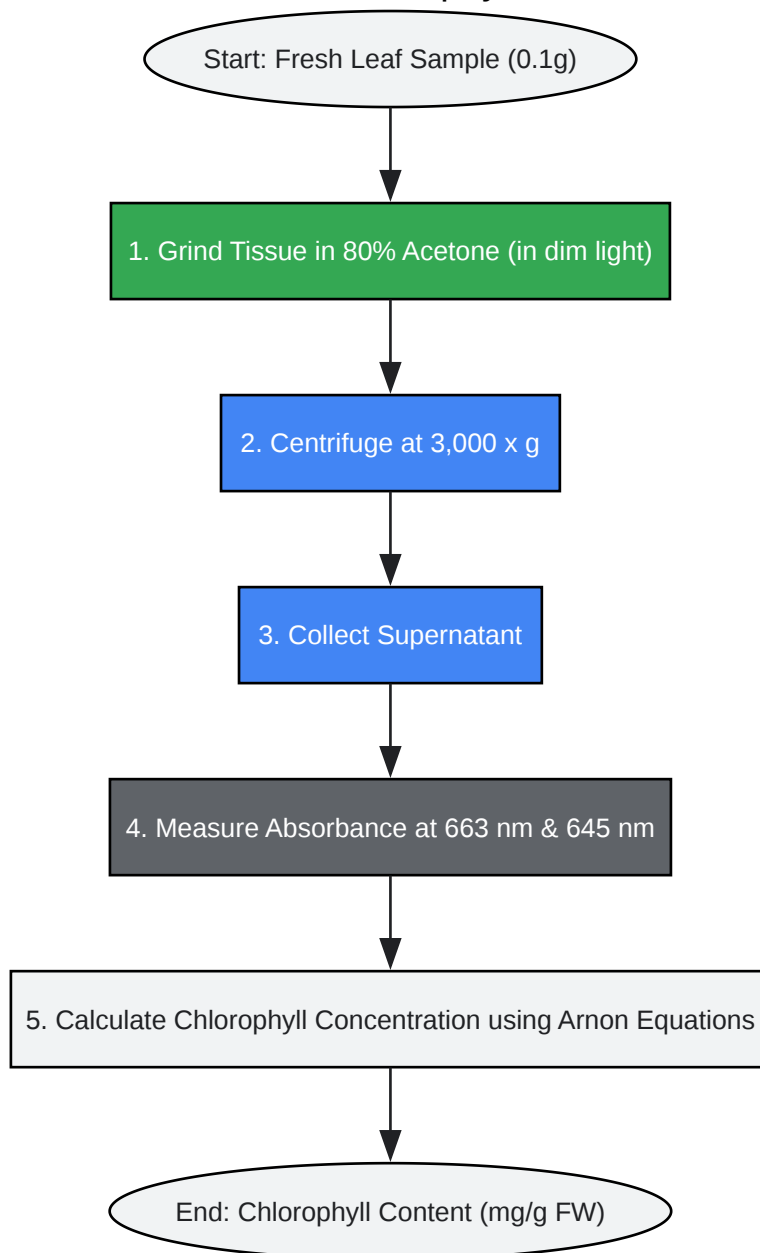 Start: Fresh Leaf Sample (0.1g)
1. Grind Tissue in 80% Acetone (in dim light)
2. Centrifuge at 3,000 x g
3. Collect Supernatant
4. Measure Absorbance at 663 nm & 645 nm
5. Calculate Chlorophyll Concentration using Arnon Equations
End: Chlorophyll Content (mg/g FW)